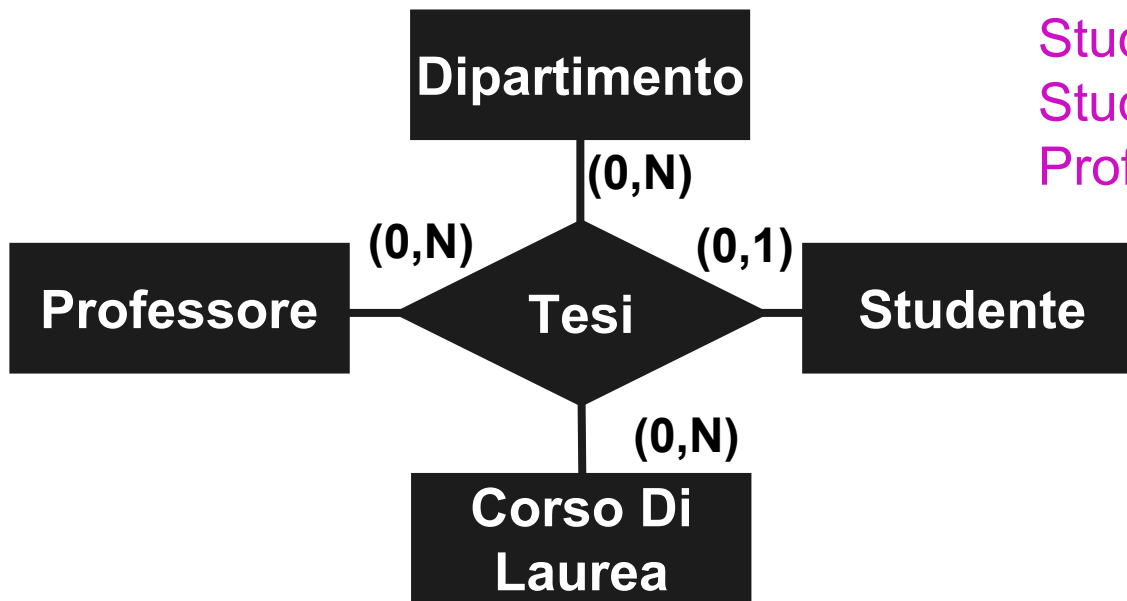 Dipartimento
(0,N)
(0,N)
(0,1)
Professore
Tesi
Studente
(0,N)
Corso Di
Laurea